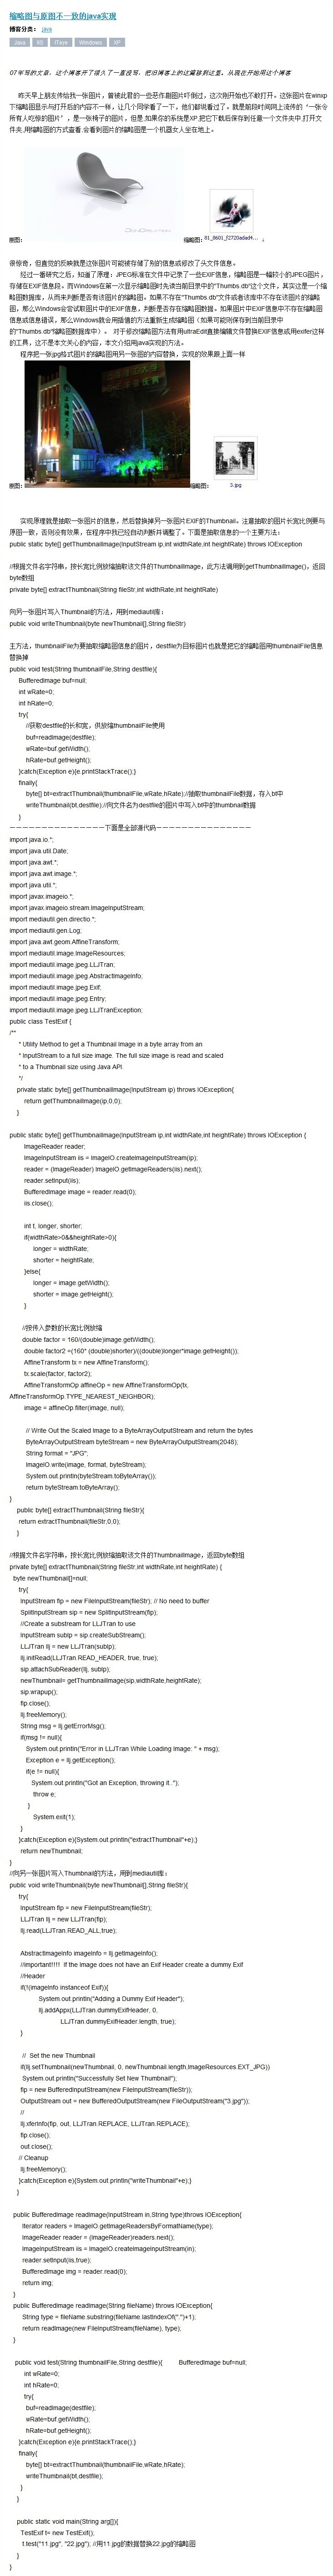 缩略图与原图不一致的java实现
博客分类： java
Java IIS ITeye Windows XP
07年写的文章，这个博客开了很久了一直没写，把旧博客上的这篇移到这里，从现在开始用这个博客
昨天早上朋友传给我一张图片，曾被此君的一些恶作剧图片吓倒过，这次刚开始也不敢打开。这张图片在winxp
下缩略图显示与打开后的内容不一样，让几个同学看了一下，他们都说看过了。就是前段时间网上流传的‘一张令
所有人吃惊的图片’，是一张椅子的图片，但是,如果你的系统是XP,把它下载后保存到任意一个文件夹中,打开文
件夹,用缩略图的方式查看,会看到图片的缩略图是一个机器女人坐在地上。
原图： 缩略图： 。
很惊奇，但直觉的反映就是这张图片可能被存储了别的信息或修改了头文件信息。
经过一番研究之后，知道了原理：JPEG标准在文件中记录了一些EXIF信息，缩略图是一幅较小的JPEG图片，
存储在EXIF信息段。而Windows在第一次显示缩略图时先读当前目录中的"Thumbs.db"这个文件，其实这是一个缩
略图数据库，从而来判断是否有该图片的缩略图。如果不存在"Thumbs.db"文件或者该库中不存在该图片的缩略
图，那么Windows会尝试取图片中的EXIF信息，判断是否存在缩略图数据。如果图片中EXIF信息中不存在缩略图
信息或信息错误，那么Windows就会用插值的方法重新生成缩略图（如果可能则保存到当前目录中
的"Thumbs.db"缩略图数据库中）。 对于修改缩略图方法有用ultraEdit直接编辑文件替换EXIF信息或用exifer这样
的工具，这不是本文关心的内容，本文介绍用java实现的方法。
程序把一张jpg格式图片的缩略图用另一张图的内容替换，实现的效果跟上面一样
原图： 缩略图： 3.jpg
实现原理就是抽取一张图片的信息，然后替换掉另一张图片EXIF的Thumbnail。注意抽取的图片长宽比例要与
原图一致，否则没有效果，在程序中我已经自动判断并调整了。下面是抽取信息的一个主要方法：
public static byte[] getThumbnailImage(InputStream ip,int widthRate,int heightRate) throws IOException
//根据文件名字符串，按长宽比例放缩抽取该文件的ThumbnailImage，此方法调用到getThumbnailImage()，返回
byte数组
private byte[] extractThumbnail(String fileStr,int widthRate,int heightRate)
向另一张图片写入Thumbnail的方法，用到mediautil库：
public void writeThumbnail(byte newThumbnail[],String fileStr)
主方法，thumbnailFile为要抽取缩略图信息的图片，destfile为目标图片也就是把它的缩略图用thumbnailFile信息
替换掉
public void test(String thumbnailFile,String destfile){
BufferedImage buf=null;
int wRate=0;
int hRate=0;
try{
//获取destfile的长和宽，供放缩thumbnailFile使用
buf=readImage(destfile);
wRate=buf.getWidth();
hRate=buf.getHeight();
}catch(Exception e){e.printStackTrace();}
finally{
byte[] bt=extractThumbnail(thumbnailFile,wRate,hRate);//抽取thumbnailFile数据，存入bt中
writeThumbnail(bt,destfile);//向文件名为destfile的图片中写入bt中的thumbnail数据
}
———————————————下面是全部源代码———————————————
import java.io.*;
import java.util.Date;
import java.awt.*;
import java.awt.image.*;
import java.util.*;
import javax.imageio.*;
import javax.imageio.stream.ImageInputStream;
import mediautil.gen.directio.*;
import mediautil.gen.Log;
import java.awt.geom.AffineTransform;
import mediautil.image.ImageResources;
import mediautil.image.jpeg.LLJTran;
import mediautil.image.jpeg.AbstractImageInfo;
import mediautil.image.jpeg.Exif;
import mediautil.image.jpeg.Entry;
import mediautil.image.jpeg.LLJTranException;
public class TestExif {
/**
* Utility Method to get a Thumbnail Image in a byte array from an
* InputStream to a full size image. The full size image is read and scaled
* to a Thumbnail size using Java API.
*/
private static byte[] getThumbnailImage(InputStream ip) throws IOException{
return getThumbnailImage(ip,0,0);
}
public static byte[] getThumbnailImage(InputStream ip,int widthRate,int heightRate) throws IOException {
ImageReader reader;
ImageInputStream iis = ImageIO.createImageInputStream(ip);
reader = (ImageReader) ImageIO.getImageReaders(iis).next();
reader.setInput(iis);
BufferedImage image = reader.read(0);
iis.close();
int t, longer, shorter;
if(widthRate>0&&heightRate>0){
longer = widthRate;
shorter = heightRate;
}else{
longer = image.getWidth();
shorter = image.getHeight();
}
//按传入参数的长宽比例放缩
double factor = 160/(double)image.getWidth();
double factor2 =(160* (double)shorter)/((double)longer*image.getHeight());
AffineTransform tx = new AffineTransform();
tx.scale(factor, factor2);
AffineTransformOp affineOp = new AffineTransformOp(tx,
AffineTransformOp.TYPE_NEAREST_NEIGHBOR);
image = affineOp.filter(image, null);
// Write Out the Scaled Image to a ByteArrayOutputStream and return the bytes
ByteArrayOutputStream byteStream = new ByteArrayOutputStream(2048);
String format = "JPG";
ImageIO.write(image, format, byteStream);
System.out.println(byteStream.toByteArray());
return byteStream.toByteArray();
}
public byte[] extractThumbnail(String fileStr){
return extractThumbnail(fileStr,0,0);
}
//根据文件名字符串，按长宽比例放缩抽取该文件的ThumbnailImage，返回byte数组
private byte[] extractThumbnail(String fileStr,int widthRate,int heightRate) {
byte newThumbnail[]=null;
try{
InputStream fip = new FileInputStream(fileStr); // No need to buffer
SplitInputStream sip = new SplitInputStream(fip);
//Create a substream for LLJTran to use
InputStream subip = sip.createSubStream();
LLJTran llj = new LLJTran(subip);
llj.initRead(LLJTran.READ_HEADER, true, true);
sip.attachSubReader(llj, subip);
newThumbnail= getThumbnailImage(sip,widthRate,heightRate);
sip.wrapup();
fip.close();
llj.freeMemory();
String msg = llj.getErrorMsg();
if(msg != null){
System.out.println("Error in LLJTran While Loading Image: " + msg);
Exception e = llj.getException();
if(e != null){
System.out.println("Got an Exception, throwing it..");
throw e;
}
System.exit(1);
}
}catch(Exception e){System.out.println("extractThumbnail"+e);}
return newThumbnail;
}
//向另一张图片写入Thumbnail的方法，用到mediautil库：
public void writeThumbnail(byte newThumbnail[],String fileStr){
try{
InputStream fip = new FileInputStream(fileStr);
LLJTran llj = new LLJTran(fip);
llj.read(LLJTran.READ_ALL,true);
AbstractImageInfo imageInfo = llj.getImageInfo();
//important!!!! If the Image does not have an Exif Header create a dummy Exif
//Header
if(!(imageInfo instanceof Exif)){
System.out.println("Adding a Dummy Exif Header");
llj.addAppx(LLJTran.dummyExifHeader, 0,
LLJTran.dummyExifHeader.length, true);
}
// Set the new Thumbnail
if(llj.setThumbnail(newThumbnail, 0, newThumbnail.length,ImageResources.EXT_JPG))
System.out.println("Successfully Set New Thumbnail");
fip = new BufferedInputStream(new FileInputStream(fileStr));
OutputStream out = new BufferedOutputStream(new FileOutputStream("3.jpg"));
//
llj.xferInfo(fip, out, LLJTran.REPLACE, LLJTran.REPLACE);
fip.close();
out.close();
// Cleanup
llj.freeMemory();
}catch(Exception e){System.out.println("writeThumbnail"+e);}
}
public BufferedImage readImage(InputStream in,String type)throws IOException{
Iterator readers = ImageIO.getImageReadersByFormatName(type);
ImageReader reader = (ImageReader)readers.next();
ImageInputStream iis = ImageIO.createImageInputStream(in);
reader.setInput(iis,true);
BufferedImage img = reader.read(0);
return img;
}
public BufferedImage readImage(String fileName) throws IOException{
String type = fileName.substring(fileName.lastIndexOf(".")+1);
return readImage(new FileInputStream(fileName), type);
}
public void test(String thumbnailFile,String destfile){ BufferedImage buf=null;
int wRate=0;
int hRate=0;
try{
buf=readImage(destfile);
wRate=buf.getWidth();
hRate=buf.getHeight();
}catch(Exception e){e.printStackTrace();}
finally{
byte[] bt=extractThumbnail(thumbnailFile,wRate,hRate);
writeThumbnail(bt,destfile);
}
}
public static void main(String arg[]){
TestExif t= new TestExif();
t.test("11.jpg", "22.jpg"); //用11.jpg的数据替换22.jpg的缩略图
}
}